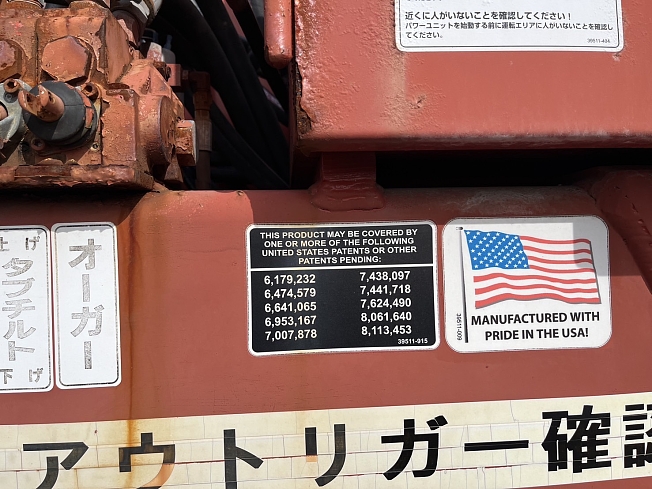 近くに人がいないことを確認してください!
パワーユニットを始動する前に運転エリアに人がいないことを確認し
てください。
39511-404
上げ
タブチルト
下げ
オーガー
THIS PRODUCT MAY BE COVERED BY
ONE OR MORE OF THE FOLLOWING
UNITED STATES PATENTS OR OTHER
PATENTS PENDING:
6,179,232 7,438,097
6,474,579 7,441,718
6,641,065 7,624,490
6,953,167 8,061,640
7,007,878 8,113,453
39511-915
39511-009
MANUFACTURED WITH
PRIDE IN THE USA!
アウトリガー確認